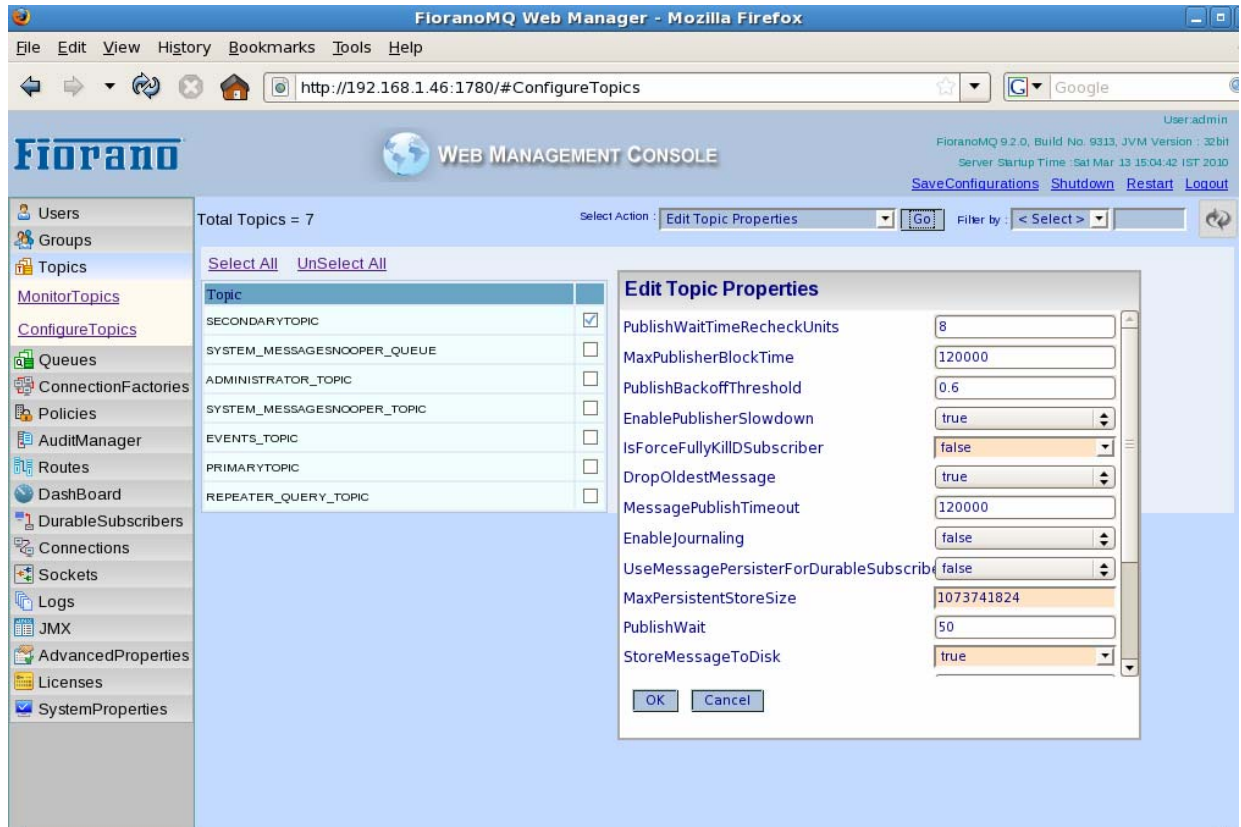 FioranoMQ Web Manager - Mozilla Firefox
File Edit View History Bookmarks Tools Help
http://192.168.1.46:1780/#ConfigureTopics
G Google
User:admin
Fiorano
WEB MANAGEMENT CONSOLE
FioranoMQ 9.2.0, Build No. 9313, JVM Version : 32bit
Server Startup Time :Sat Mar 13 15:04:42 IST 2010
SaveConfigurations Shutdown Restart Logout
Users
Groups
Topics
MonitorTopics
ConfigureTopics
Queues
ConnectionFactories
Policies
AuditManager
Routes
DashBoard
DurableSubscribers
Connections
Sockets
Logs
JMX
AdvancedProperties
Licenses
SystemProperties
Total Topics = 7
Select Action : Edit Topic Properties Go Filter by : < Select >
Select All UnSelect All
Topic
SECONDARYTOPIC
SYSTEM_MESSAGESNOOPER_QUEUE
ADMINISTRATOR_TOPIC
SYSTEM_MESSAGESNOOPER_TOPIC
EVENTS_TOPIC
PRIMARYTOPIC
REPEATER_QUERY_TOPIC
Edit Topic Properties
PublishWaitTimeRecheckUnits 8
MaxPublisherBlockTime 120000
PublishBackoffThreshold 0.6
EnablePublisherSlowdown true
IsForceFullyKillDSubscriber false
DropOldestMessage true
MessagePublishTimeout 120000
EnableJournaling false
UseMessagePersisterForDurableSubscribe false
MaxPersistentStoreSize 1073741824
PublishWait 50
StoreMessageToDisk true
OK Cancel